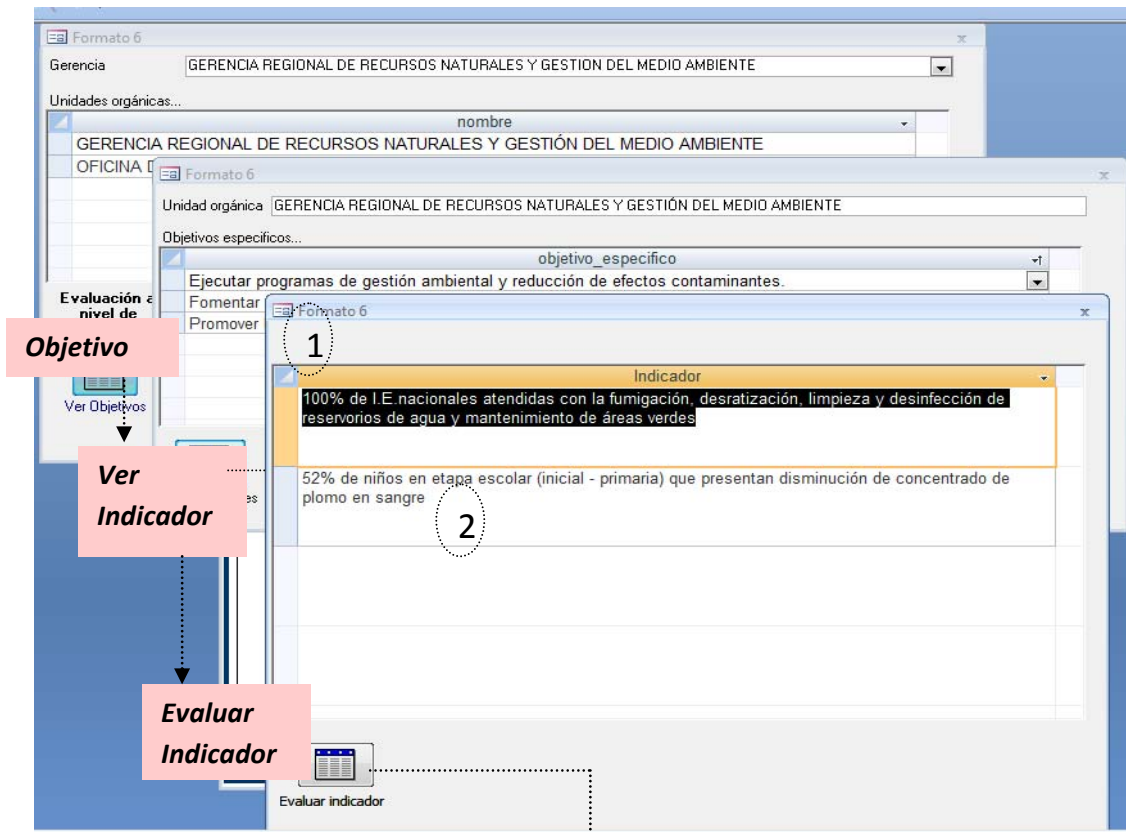 Formato 6
Gerencia GERENCIA REGIONAL DE RECURSOS NATURALES Y GESTION DEL MEDIO AMBIENTE
Unidades orgánicas...
nombre
GERENCIA REGIONAL DE RECURSOS NATURALES Y GESTIÓN DEL MEDIO AMBIENTE
OFICINA
Formato 6
Unidad orgánica GERENCIA REGIONAL DE RECURSOS NATURALES Y GESTIÓN DEL MEDIO AMBIENTE
Objetivos especificos...
objetivo_especifico
Ejecutar programas de gestión ambiental y reducción de efectos contaminantes.
Fomentar
Promover
Evaluación a
nivel de
Ver Objetivos
Formato 6
1
Indicador
100% de I.E.nacionales atendidas con la fumigación, desratización, limpieza y desinfección de
reservorios de agua y mantenimiento de áreas verdes
52% de niños en etapa escolar (inicial - primaria) que presentan disminución de concentrado de
plomo en sangre
2
Objetivo
Ver
Indicador
Evaluar
Indicador
Evaluar indicador